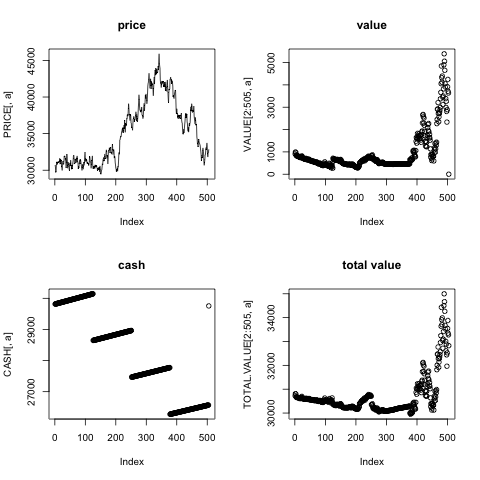 price
PRICE[, a]
30000 35000 40000 45000
0 100 200 300 400 500
Index
value
VALUE[2:505, a]
0 1000 3000 5000
0 100 200 300 400 500
Index
cash
CASH[, a]
27000 29000
0 100 200 300 400 500
Index
total value
TOTAL.VALUE[2:505, a]
30000 32000 34000
0 100 200 300 400 500
Index